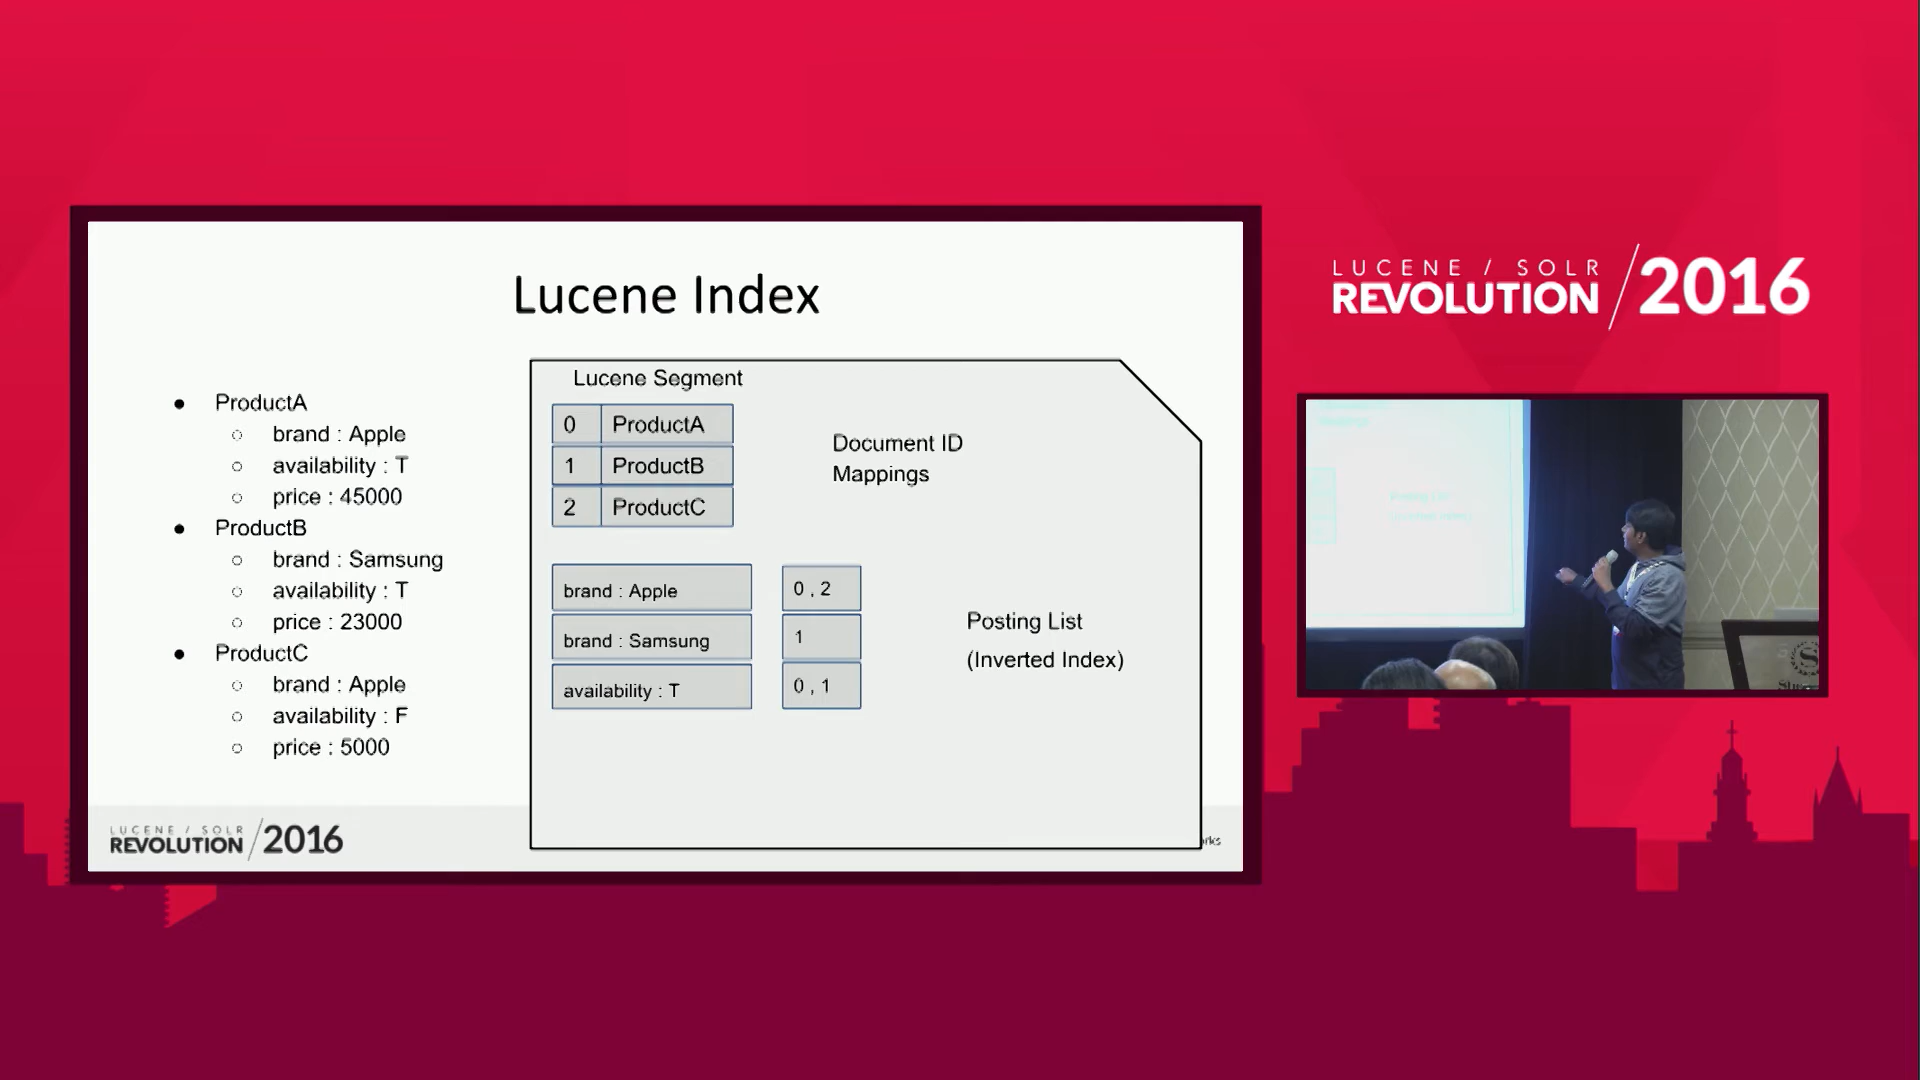 Lucene Index
ProductA
brand : Apple
availability : T
price : 45000
ProductB
brand : Samsung
availability : T
price : 23000
ProductC
brand : Apple
availability : F
price : 5000
Lucene Segment
0 ProductA
1 ProductB
2 ProductC
Document ID
Mappings
brand : Apple 0 , 2
brand : Samsung 1
availability : T 0 , 1
Posting List
(Inverted Index)
LUCENE / SOLR
REVOLUTION / 2016
LUCENE / SOLR
REVOLUTION / 2016